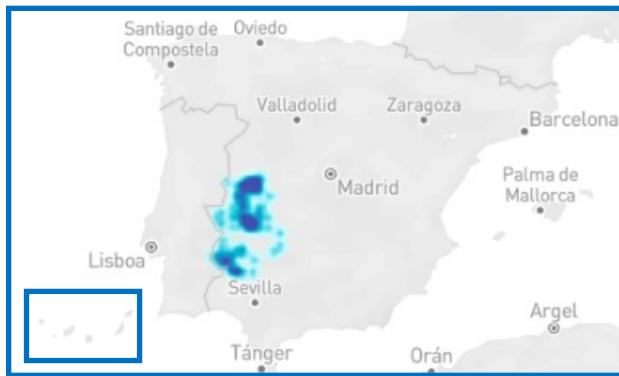 Santiago de
Compostela
Oviedo
Valladolid
Zaragoza
Barcelona
Madrid
Palma de
Mallorca
Lisboa
Sevilla
Argel
Tánger
Orán